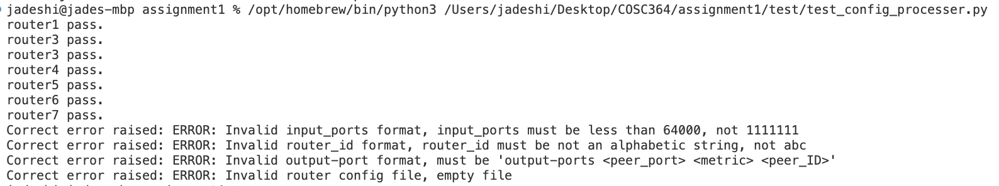 jadeshi@jades-mbp assignment1 % /opt/homebrew/bin/python3 /Users/jadeshi/Desktop/COSC364/assignment1/test/test_config_processer.py
router1 pass.
router3 pass.
router3 pass.
router4 pass.
router5 pass.
router6 pass.
router7 pass.
Correct error raised: ERROR: Invalid input_ports format, input_ports must be less than 64000, not 1111111
Correct error raised: ERROR: Invalid router_id format, router_id must be not an alphabetic string, not abc
Correct error raised: ERROR: Invalid output-port format, must be 'output-ports <peer_port> <metric> <peer_ID>'
Correct error raised: ERROR: Invalid router config file, empty file